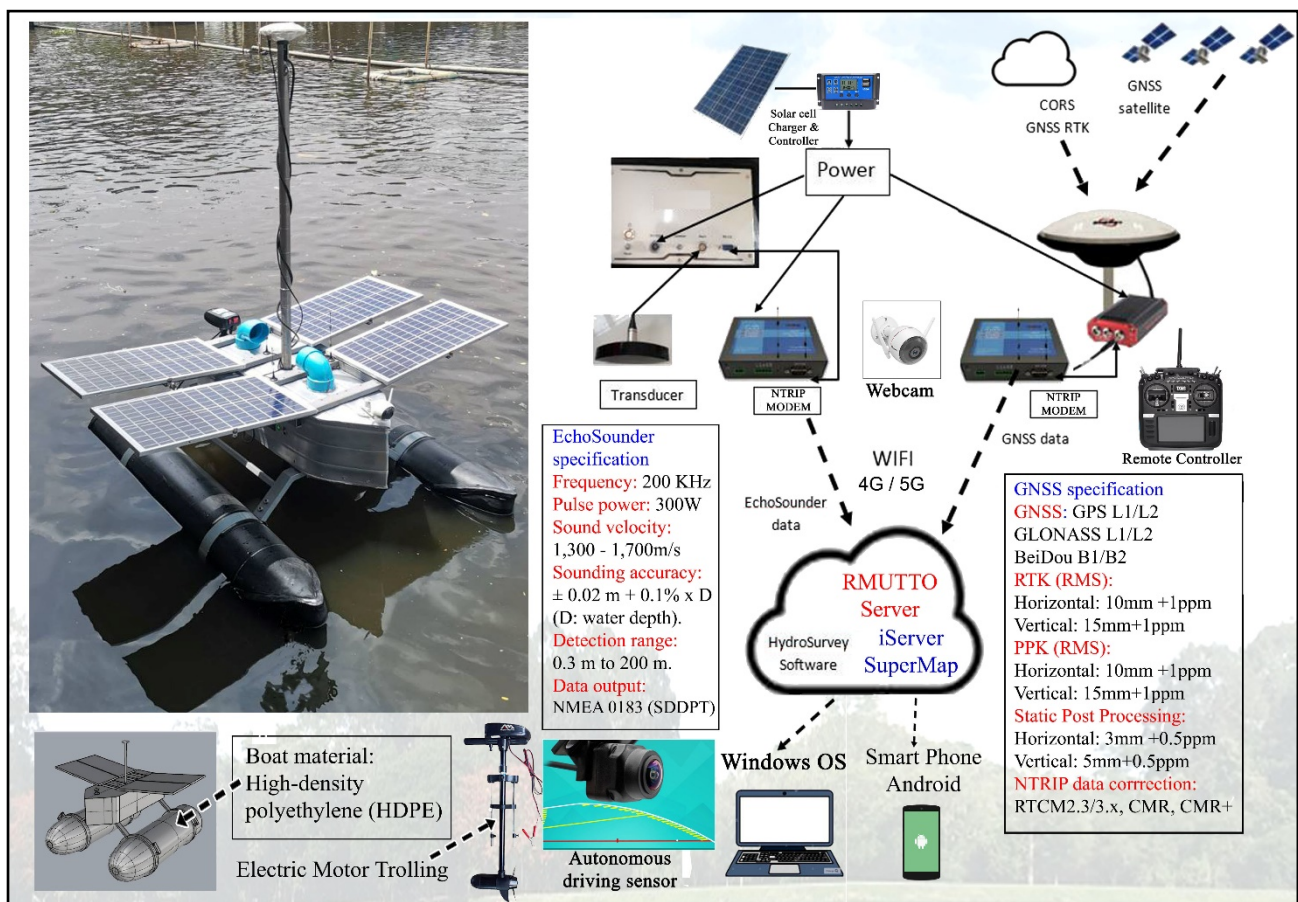 CORS
GNSS RTK
GNSS
satellite
Solar cell
Charger &
Controller
Power
Transducer
NTRIP
MODEM
Webcam
NTRIP
MODEM
GNSS data
Remote Controller
WIFI
4G / 5G
EchoSounder
data
EchoSounder
specification
Frequency: 200 KHz
Pulse power: 300W
Sound velocity:
1,300 - 1,700m/s
Sounding accuracy:
± 0.02 m + 0.1% x D
(D: water depth).
Detection range:
0.3 m to 200 m.
Data output:
NMEA 0183 (SDDPT)
RMUTTO
Server
iServer
SuperMap
HydroSurvey
Software
GNSS specification
GNSS: GPS L1/L2
GLONASS L1/L2
BeiDou B1/B2
RTK (RMS):
Horizontal: 10mm +1ppm
Vertical: 15mm+1ppm
PPK (RMS):
Horizontal: 10mm +1ppm
Vertical: 15mm+1ppm
Static Post Processing:
Horizontal: 3mm +0.5ppm
Vertical: 5mm+0.5ppm
NTRIP data corrrection:
RTCM2.3/3.x, CMR, CMR+
Boat material:
High-density
polyethylene (HDPE)
Electric Motor Trolling
Autonomous
driving sensor
Windows OS
Smart Phone
Android